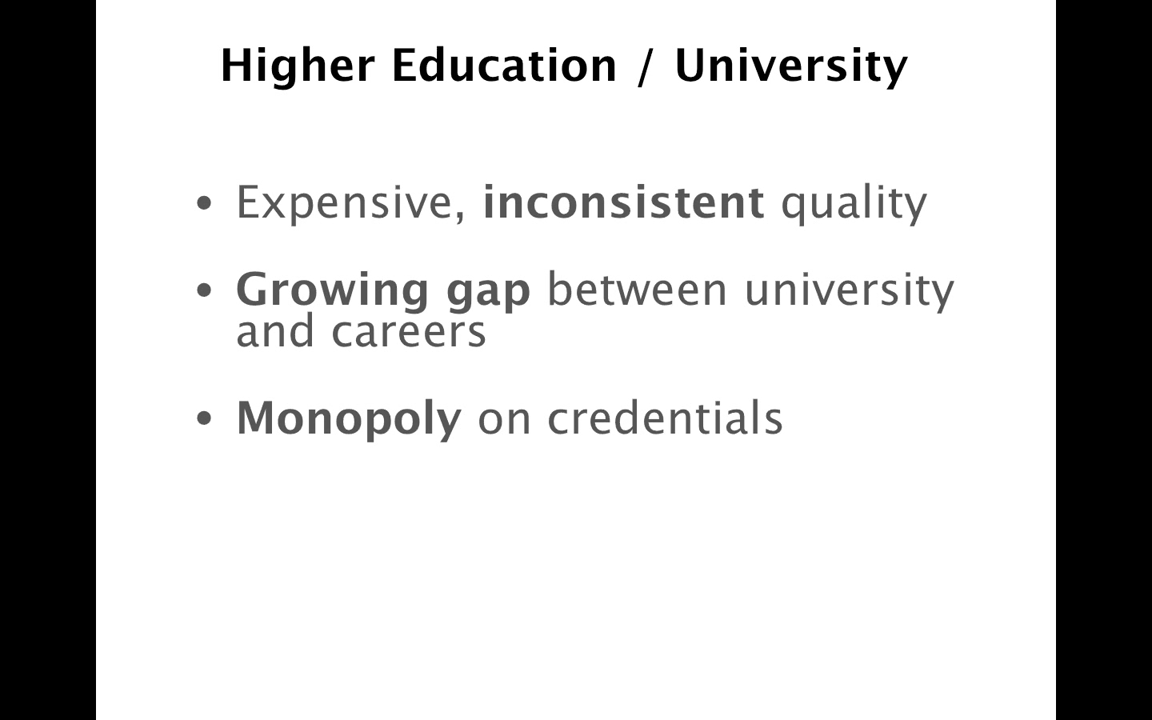 Higher Education / University
• Expensive, inconsistent quality
• Growing gap between university
and careers
• Monopoly on credentials